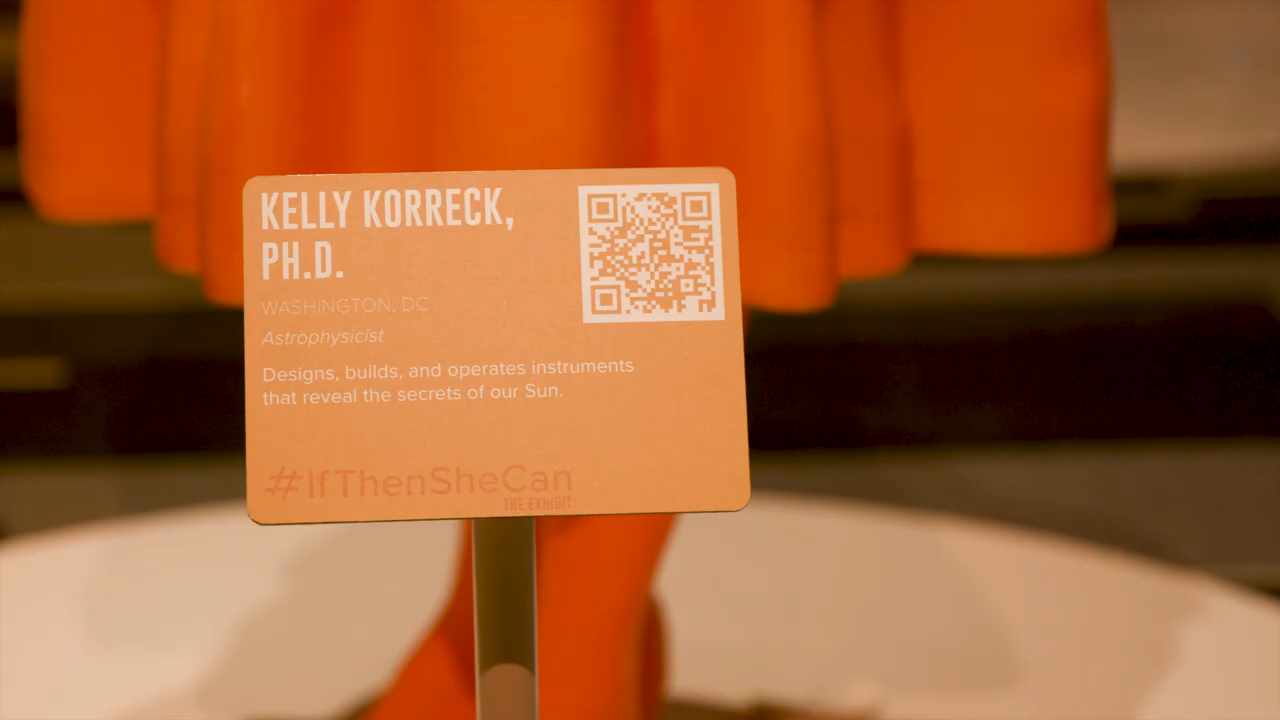 KELLY KORRECK,
PH.D.
WASHINGTON, DC
Astrophysicist
Designs, builds, and operates instruments
that reveal the secrets of our Sun.
#IfThenSheCan
THE EXHIBIT